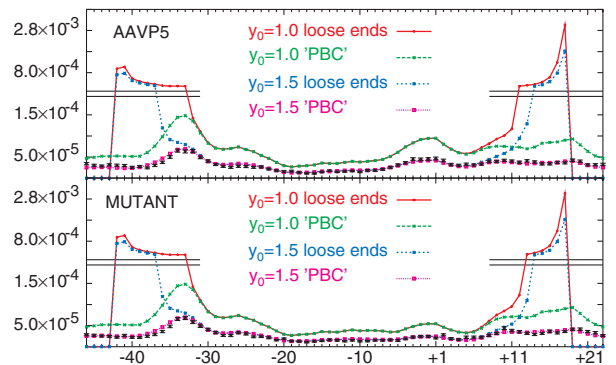 AAVP5
y₀=1.0 loose ends
y₀=1.0 'PBC'
y₀=1.5 loose ends
y₀=1.5 'PBC'
2.8×10⁻³
8.0×10⁻⁴
1.5×10⁻⁴
5.0×10⁻⁵
MUTANT
y₀=1.0 loose ends
y₀=1.0 'PBC'
y₀=1.5 loose ends
y₀=1.5 'PBC'
2.8×10⁻³
8.0×10⁻⁴
1.5×10⁻⁴
5.0×10⁻⁵
-40 -30 -20 -10 +1 +11 +21